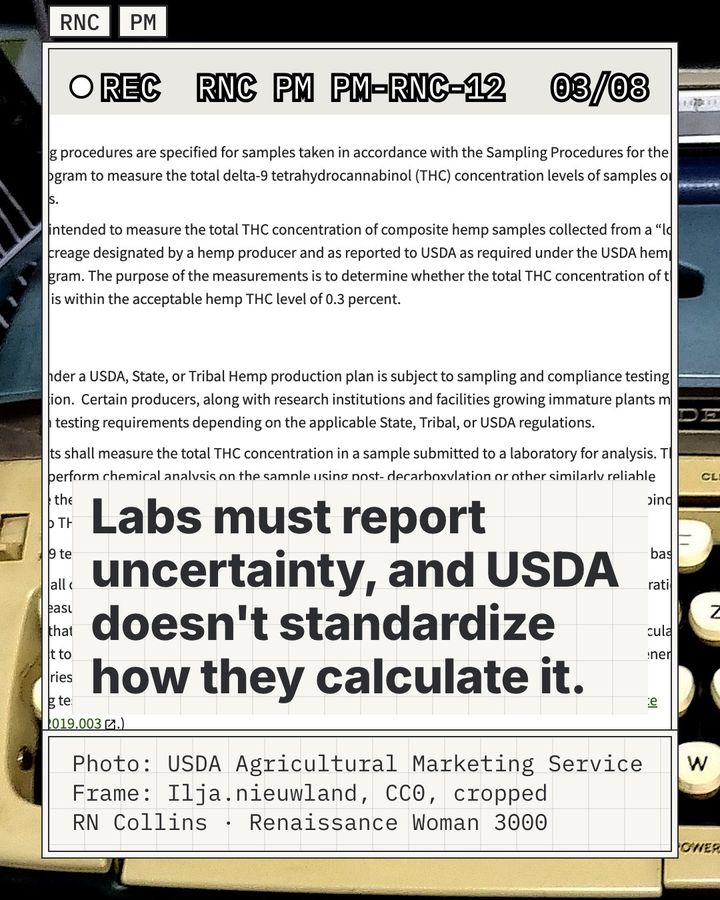 RNC PM
REC RNC PM PM-RNC-12 03/08
g procedures are specified for samples taken in accordance with the Sampling Procedures for the
ogram to measure the total delta-9 tetrahydrocannabinol (THC) concentration levels of samples
s.
intended to measure the total THC concentration of composite hemp samples collected from a
creage designated by a hemp producer and as reported to USDA as required under the USDA
gram. The purpose of the measurements is to determine whether the total THC concentration of
is within the acceptable hemp THC level of 0.3 percent.
nder a USDA, State, or Tribal Hemp production plan is subject to sampling and compliance testing
ion. Certain producers, along with research institutions and facilities growing immature plants
testing requirements depending on the applicable State, Tribal, or USDA regulations.
ts shall measure the total THC concentration in a sample submitted to a laboratory for analysis.
perform chemical analysis on the sample using post- decarboxylation or other similarly reliable
Labs must report
uncertainty, and USDA
doesn't standardize
how they calculate it.
2019.003 .)
Photo: USDA Agricultural Marketing Service
Frame: Ilja.nieuwland, CC0, cropped
RN Collins · Renaissance Woman 3000
W